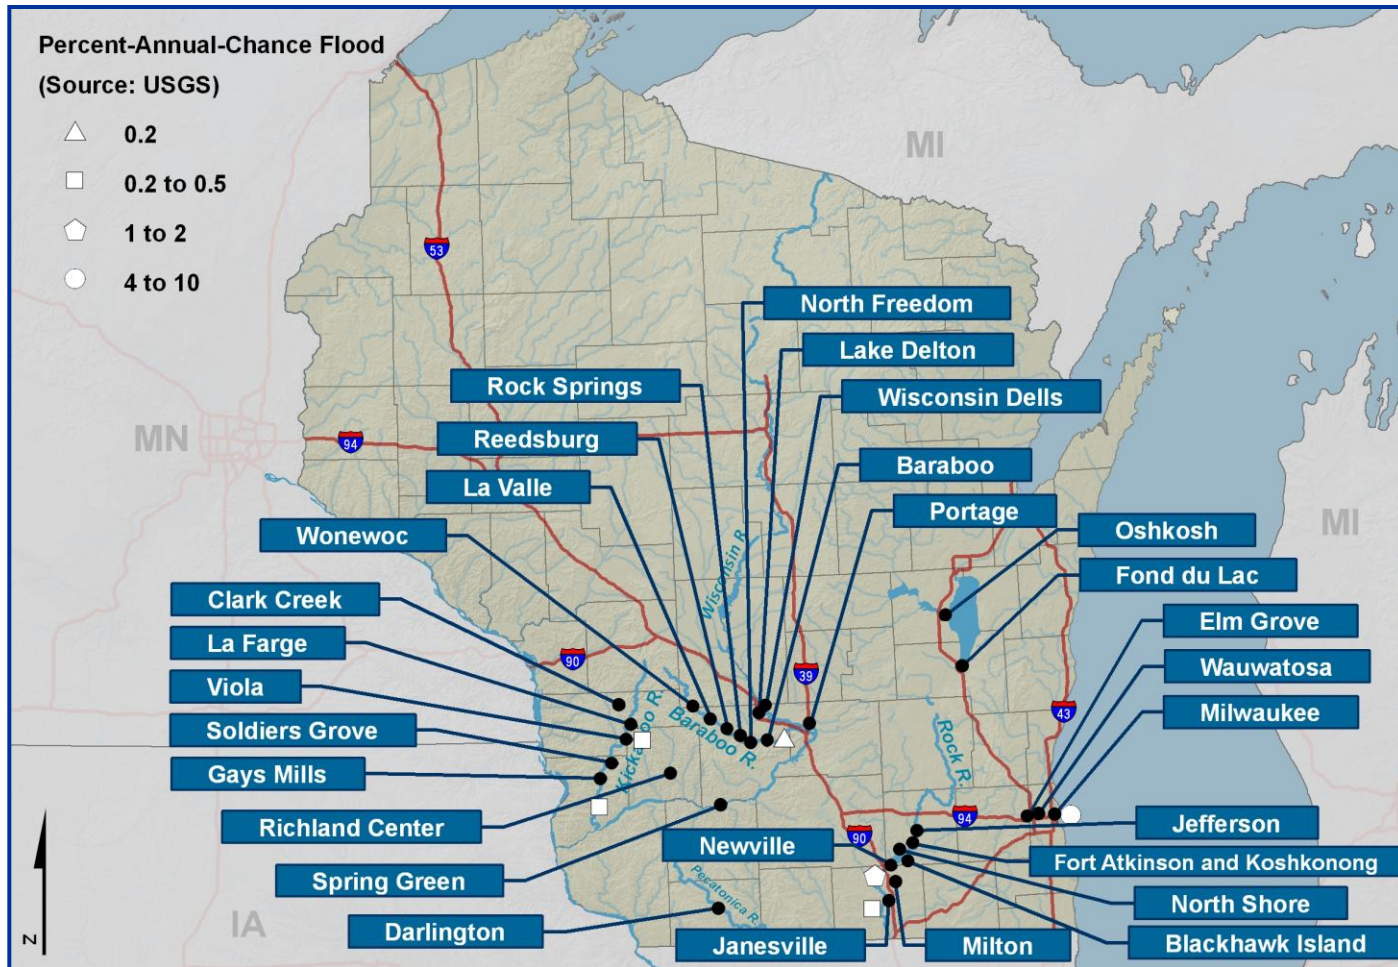 Percent-Annual-Chance Flood
(Source: USGS)
0.2
0.2 to 0.5
1 to 2
4 to 10
MI
53
North Freedom
Lake Delton
Rock Springs
Wisconsin Dells
MN
94
Reedsburg
Baraboo
La Valle
Portage
MI
Wonewoc
Oshkosh
Wisconsin R.
Fond du Lac
Clark Creek
Elm Grove
La Farge
90
Wauwatosa
Viola
39
Milwaukee
43
Soldiers Grove
Kickapoo R.
Baraboo R.
Rock R.
Gays Mills
Richland Center
94
Jefferson
90
Newville
Fort Atkinson and Koshkonong
Spring Green
Pecatonica R.
North Shore
Darlington
IA
Janesville
Milton
Blackhawk Island
N